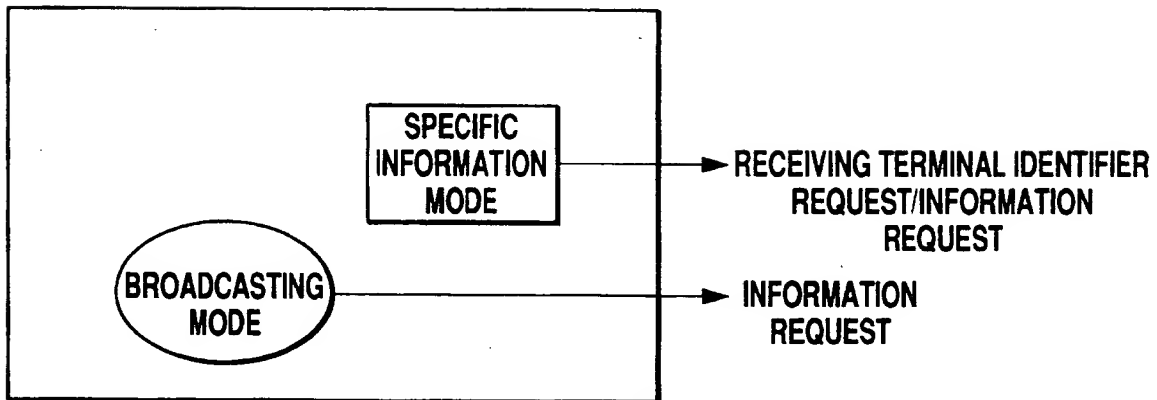 SPECIFIC
INFORMATION
MODE
RECEIVING TERMINAL IDENTIFIER
REQUEST/INFORMATION
REQUEST
BROADCASTING
MODE
INFORMATION
REQUEST